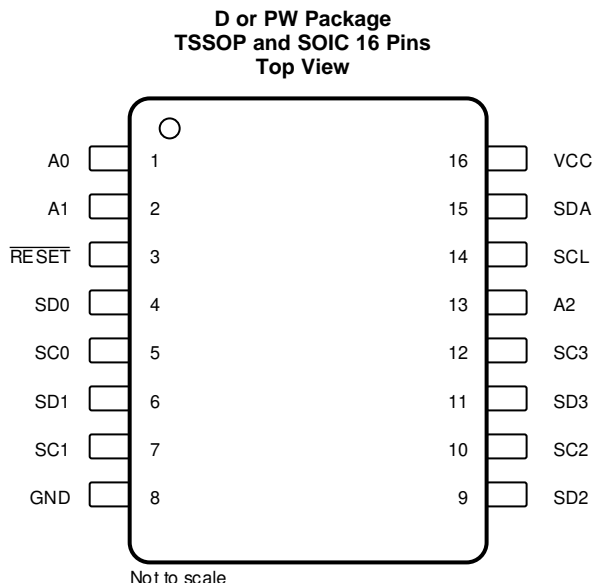 D or PW Package
TSSOP and SOIC 16 Pins
Top View
A0 1 16 VCC
A1 2 15 SDA
RESET 3 14 SCL
SD0 4 13 A2
SC0 5 12 SC3
SD1 6 11 SD3
SC1 7 10 SC2
GND 8 9 SD2
Not to scale